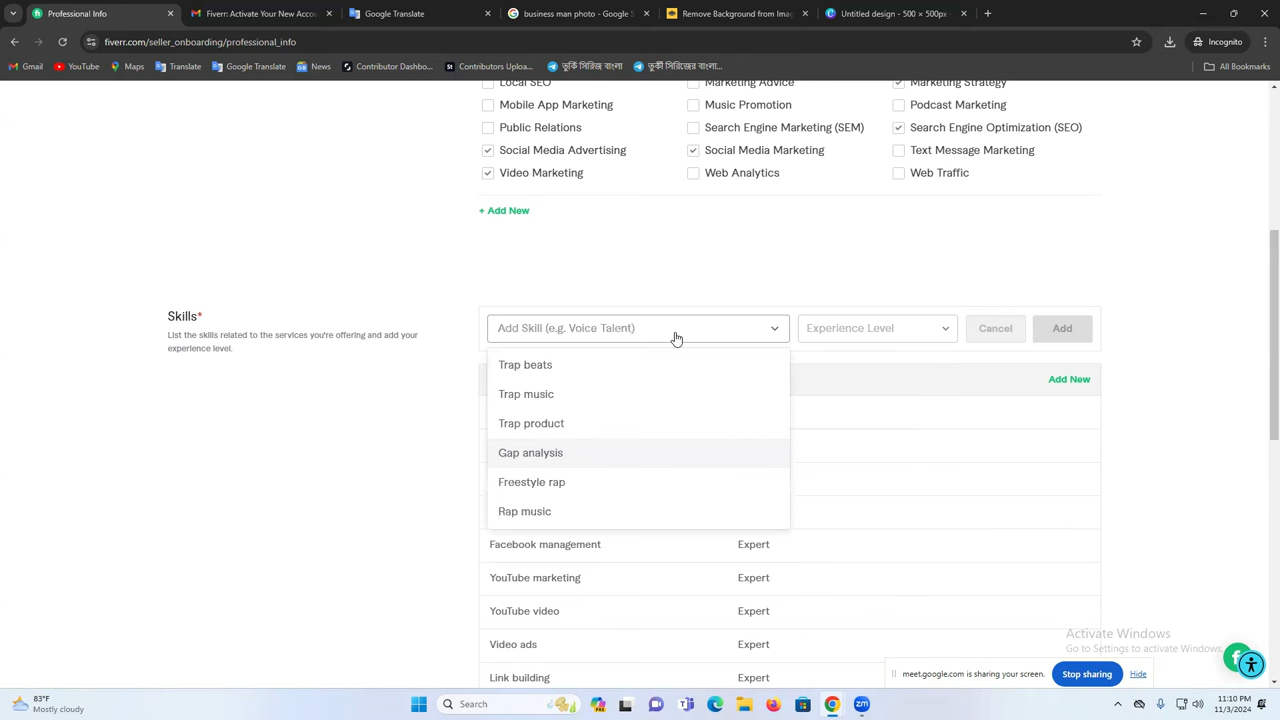 Professional Info
Fiverr: Activate Your New Accou
Google Translate
business man photo - Google S
Remove Background from Imag
Untitled design - 500 × 500px -
fiverr.com/seller_onboarding/professional_info
Incognito
Gmail
YouTube
Maps
Translate
Google Translate
News
Contributor Dashbo...
Contributors Uploa...
তুর্কি সিরিজ বাংলা
তুর্কী সিরিজের বাংলা...
All Bookmarks
Local SEO
Marketing Advice
Marketing Strategy
Mobile App Marketing
Music Promotion
Podcast Marketing
Public Relations
Search Engine Marketing (SEM)
Search Engine Optimization (SEO)
Social Media Advertising
Social Media Marketing
Text Message Marketing
Video Marketing
Web Analytics
Web Traffic
+ Add New
Skills*
List the skills related to the services you're offering and add your
experience level.
Add Skill (e.g. Voice Talent)
Experience Level
Cancel
Add
Trap beats
Trap music
Trap product
Gap analysis
Freestyle rap
Rap music
Add New
Facebook management Expert
YouTube marketing Expert
YouTube video Expert
Video ads Expert
Link building Expert
Activate Windows
Go to Settings to activate Windows.
meet.google.com is sharing your screen.
Stop sharing
Hide
83°F
Mostly cloudy
Search
zm
11:10 PM
11/3/2024